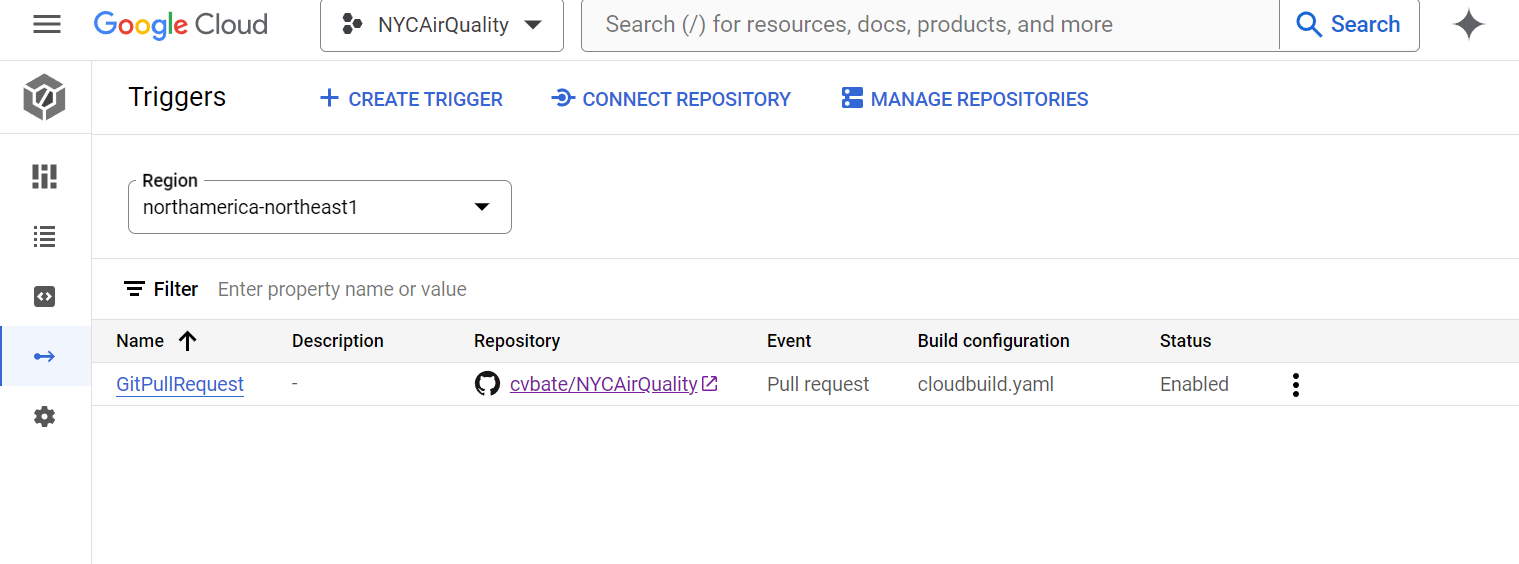 Google Cloud NYCAirQuality Search (/) for resources, docs, products, and more Search
Triggers CREATE TRIGGER CONNECT REPOSITORY MANAGE REPOSITORIES
Region
northamerica-northeast1
Filter Enter property name or value
Name Description Repository Event Build configuration Status
GitPullRequest - cvbate/NYCAirQuality Pull request cloudbuild.yaml Enabled